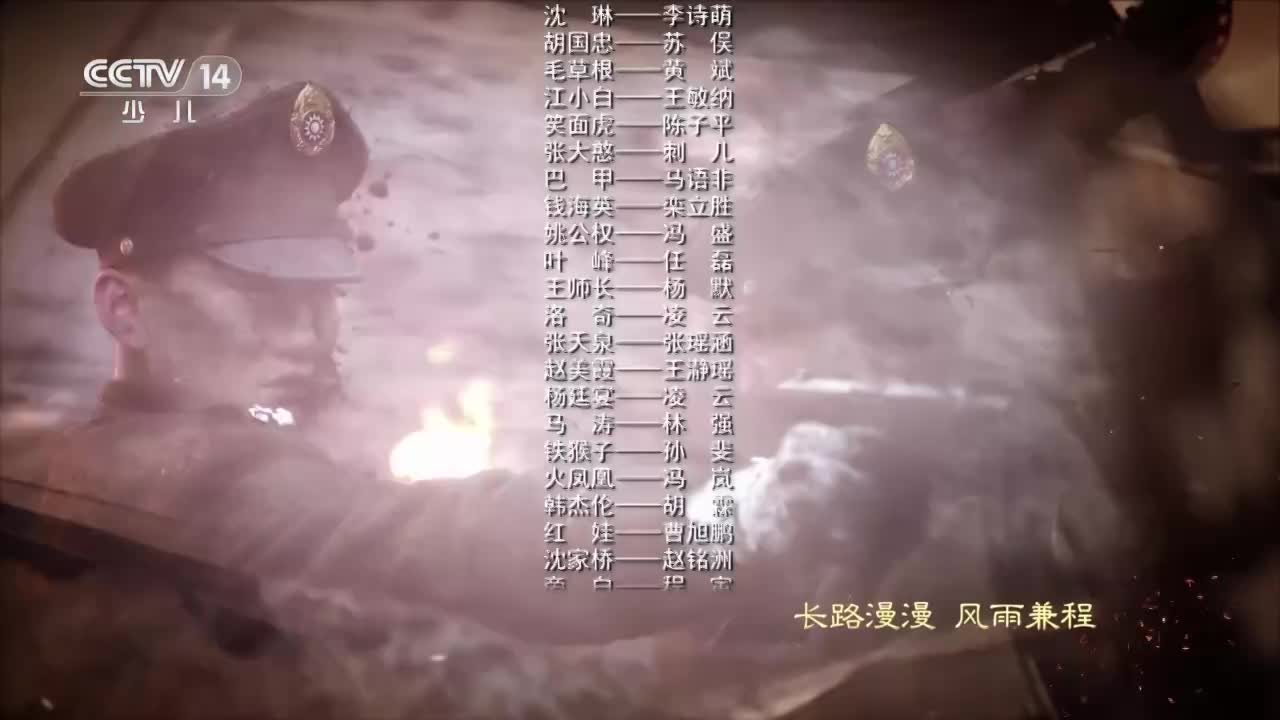 CCTV 14
少儿
沈 琳——李诗萌
胡国忠——苏 俣
毛草根——黄 斌
江小白——王敏纳
笑面虎——陈子平
张大憨——刺 儿
巴 甲——马语非
钱海英——栾立胜
姚公权——冯 盛
叶 峰——任 磊
王师长——杨 默
洛 奇——凌 云
张天泉——张瑶涵
赵美霞——王瀞瑶
杨廷宴——凌 云
马 涛——林 强
铁猴子——孙 斐
火凤凰——冯 岚
韩杰伦——胡 霖
红 娃——曹旭鹏
沈家桥——赵铭洲
长路漫漫 风雨兼程